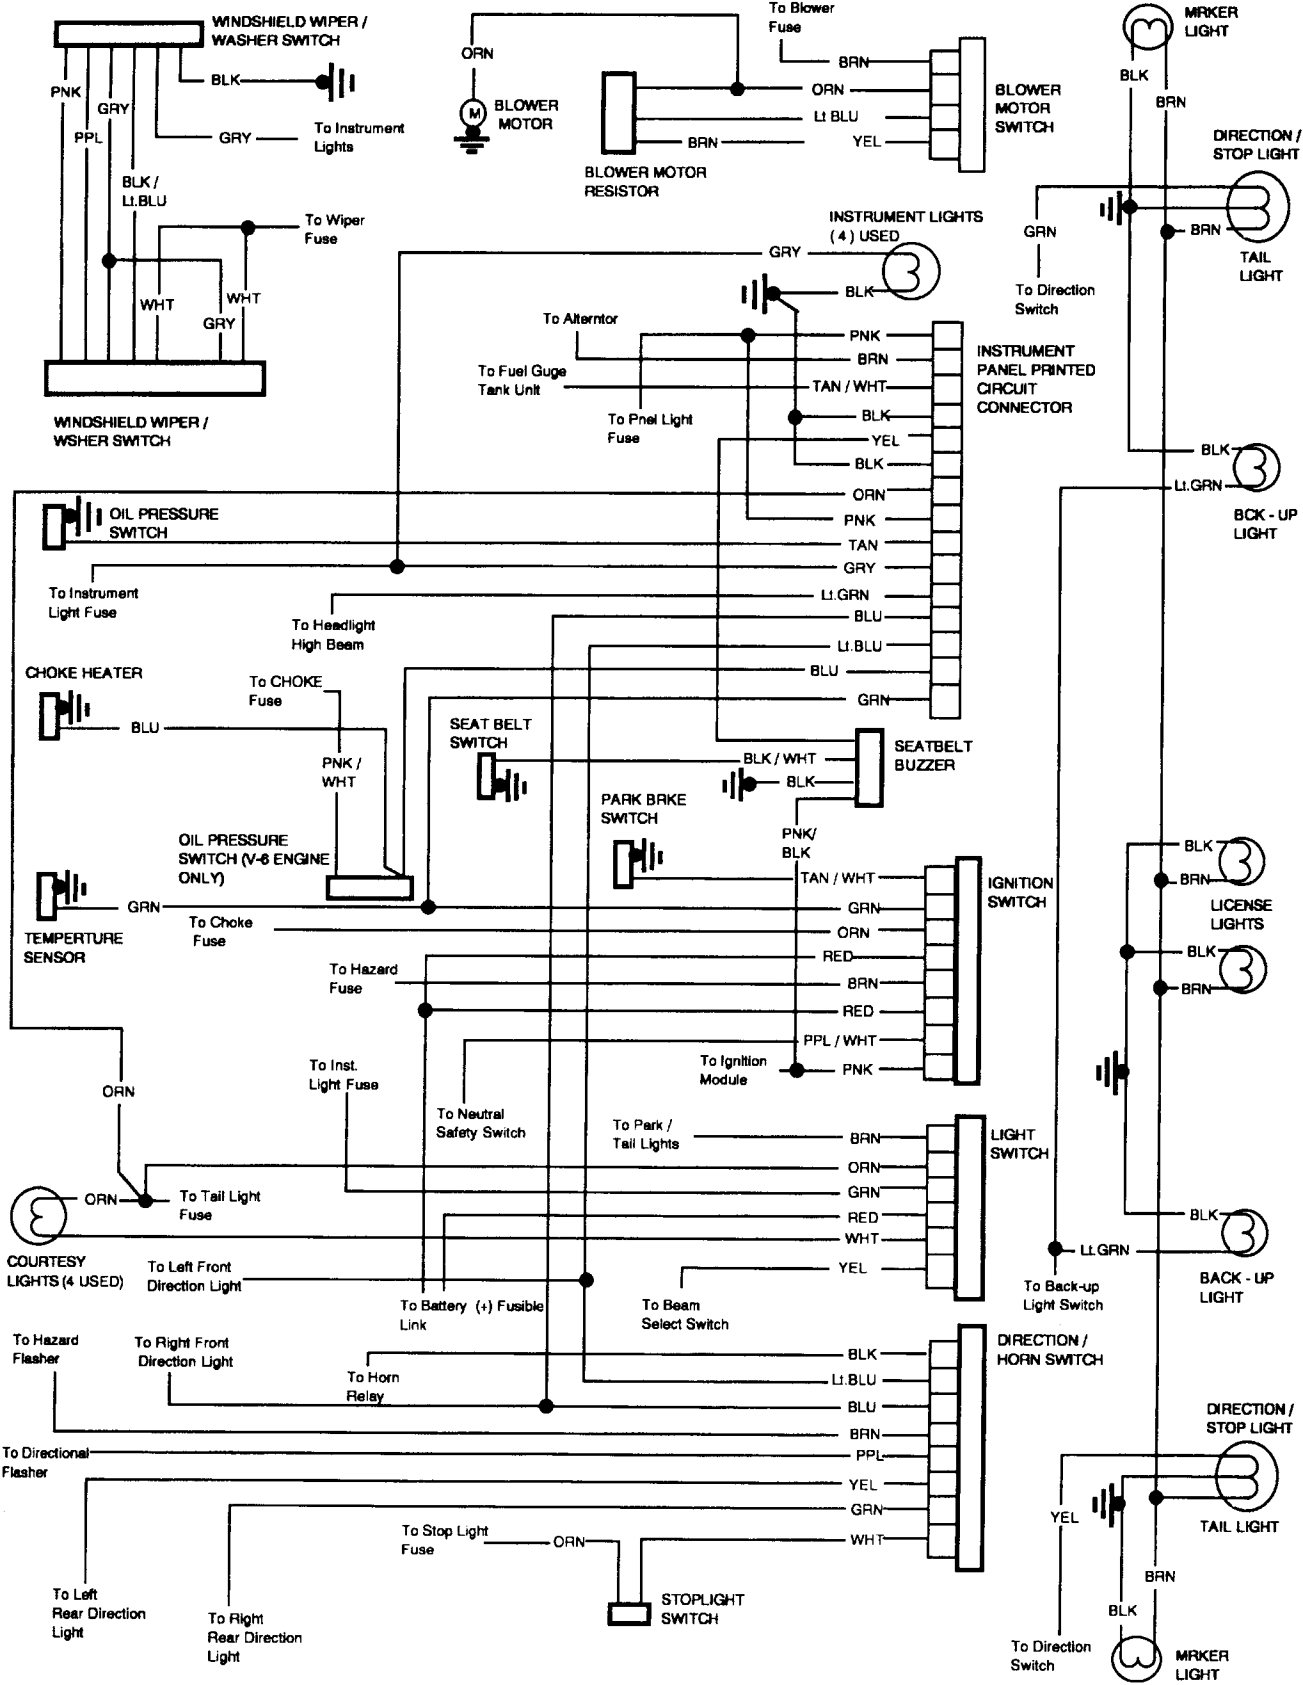 WINDSHIELD WIPER /
WASHER SWITCH
PNK
PPL
GRY
BLK /
Lt.BLU
BLK
GRY
To Instrument
Lights
To Wiper
Fuse
WHT
GRY
WHT
WINDSHIELD WIPER /
WSHER SWITCH
ORN
M
BLOWER
MOTOR
To Blower
Fuse
BRN
ORN
Lt BLU
BRN
YEL
BLOWER
MOTOR
SWITCH
BLOWER MOTOR
RESISTOR
INSTRUMENT LIGHTS
( 4 ) USED
GRY
BLK
To Alterntor
To Fuel Guge
Tank Unit
To Pnel Light
Fuse
PNK
BRN
TAN / WHT
BLK
YEL
BLK
ORN
PNK
TAN
GRY
Lt.GRN
BLU
Lt.BLU
BLU
GRN
INSTRUMENT
PANEL PRINTED
CIRCUIT
CONNECTOR
OIL PRESSURE
SWITCH
To Instrument
Light Fuse
To Headlight
High Beam
CHOKE HEATER
BLU
To CHOKE
Fuse
PNK /
WHT
OIL PRESSURE
SWITCH (V-6 ENGINE
ONLY)
SEAT BELT
SWITCH
BLK / WHT
BLK
SEATBELT
BUZZER
PNK/
BLK
PARK BRKE
SWITCH
TEMPERTURE
SENSOR
GRN
To Choke
Fuse
To Hazard
Fuse
TAN / WHT
GRN
ORN
RED
BRN
RED
PPL / WHT
PNK
IGNITION
SWITCH
To Ignition
Module
To Inst.
Light Fuse
To Neutral
Safety Switch
ORN
ORN
To Tail Light
Fuse
COURTESY
LIGHTS (4 USED)
To Park /
Tail Lights
BRN
ORN
GRN
RED
WHT
YEL
LIGHT
SWITCH
To Left Front
Direction Light
To Battery (+) Fusible
Link
To Beam
Select Switch
To Hazard
Flasher
To Right Front
Direction Light
To Horn
Relay
BLK
Lt.BLU
BLU
BRN
PPL
YEL
GRN
WHT
DIRECTION /
HORN SWITCH
To Directional
Flasher
To Left
Rear Direction
Light
To Right
Rear Direction
Light
To Stop Light
Fuse
ORN
STOPLIGHT
SWITCH
MRKER
LIGHT
BLK
BRN
DIRECTION /
STOP LIGHT
GRN
BRN
TAIL
LIGHT
To Direction
Switch
BLK
Lt.GRN
BCK - UP
LIGHT
BLK
BRN
LICENSE
LIGHTS
BLK
BRN
BLK
Lt.GRN
BACK - UP
LIGHT
To Back-up
Light Switch
DIRECTION /
STOP LIGHT
YEL
TAIL LIGHT
BRN
BLK
To Direction
Switch
MRKER
LIGHT